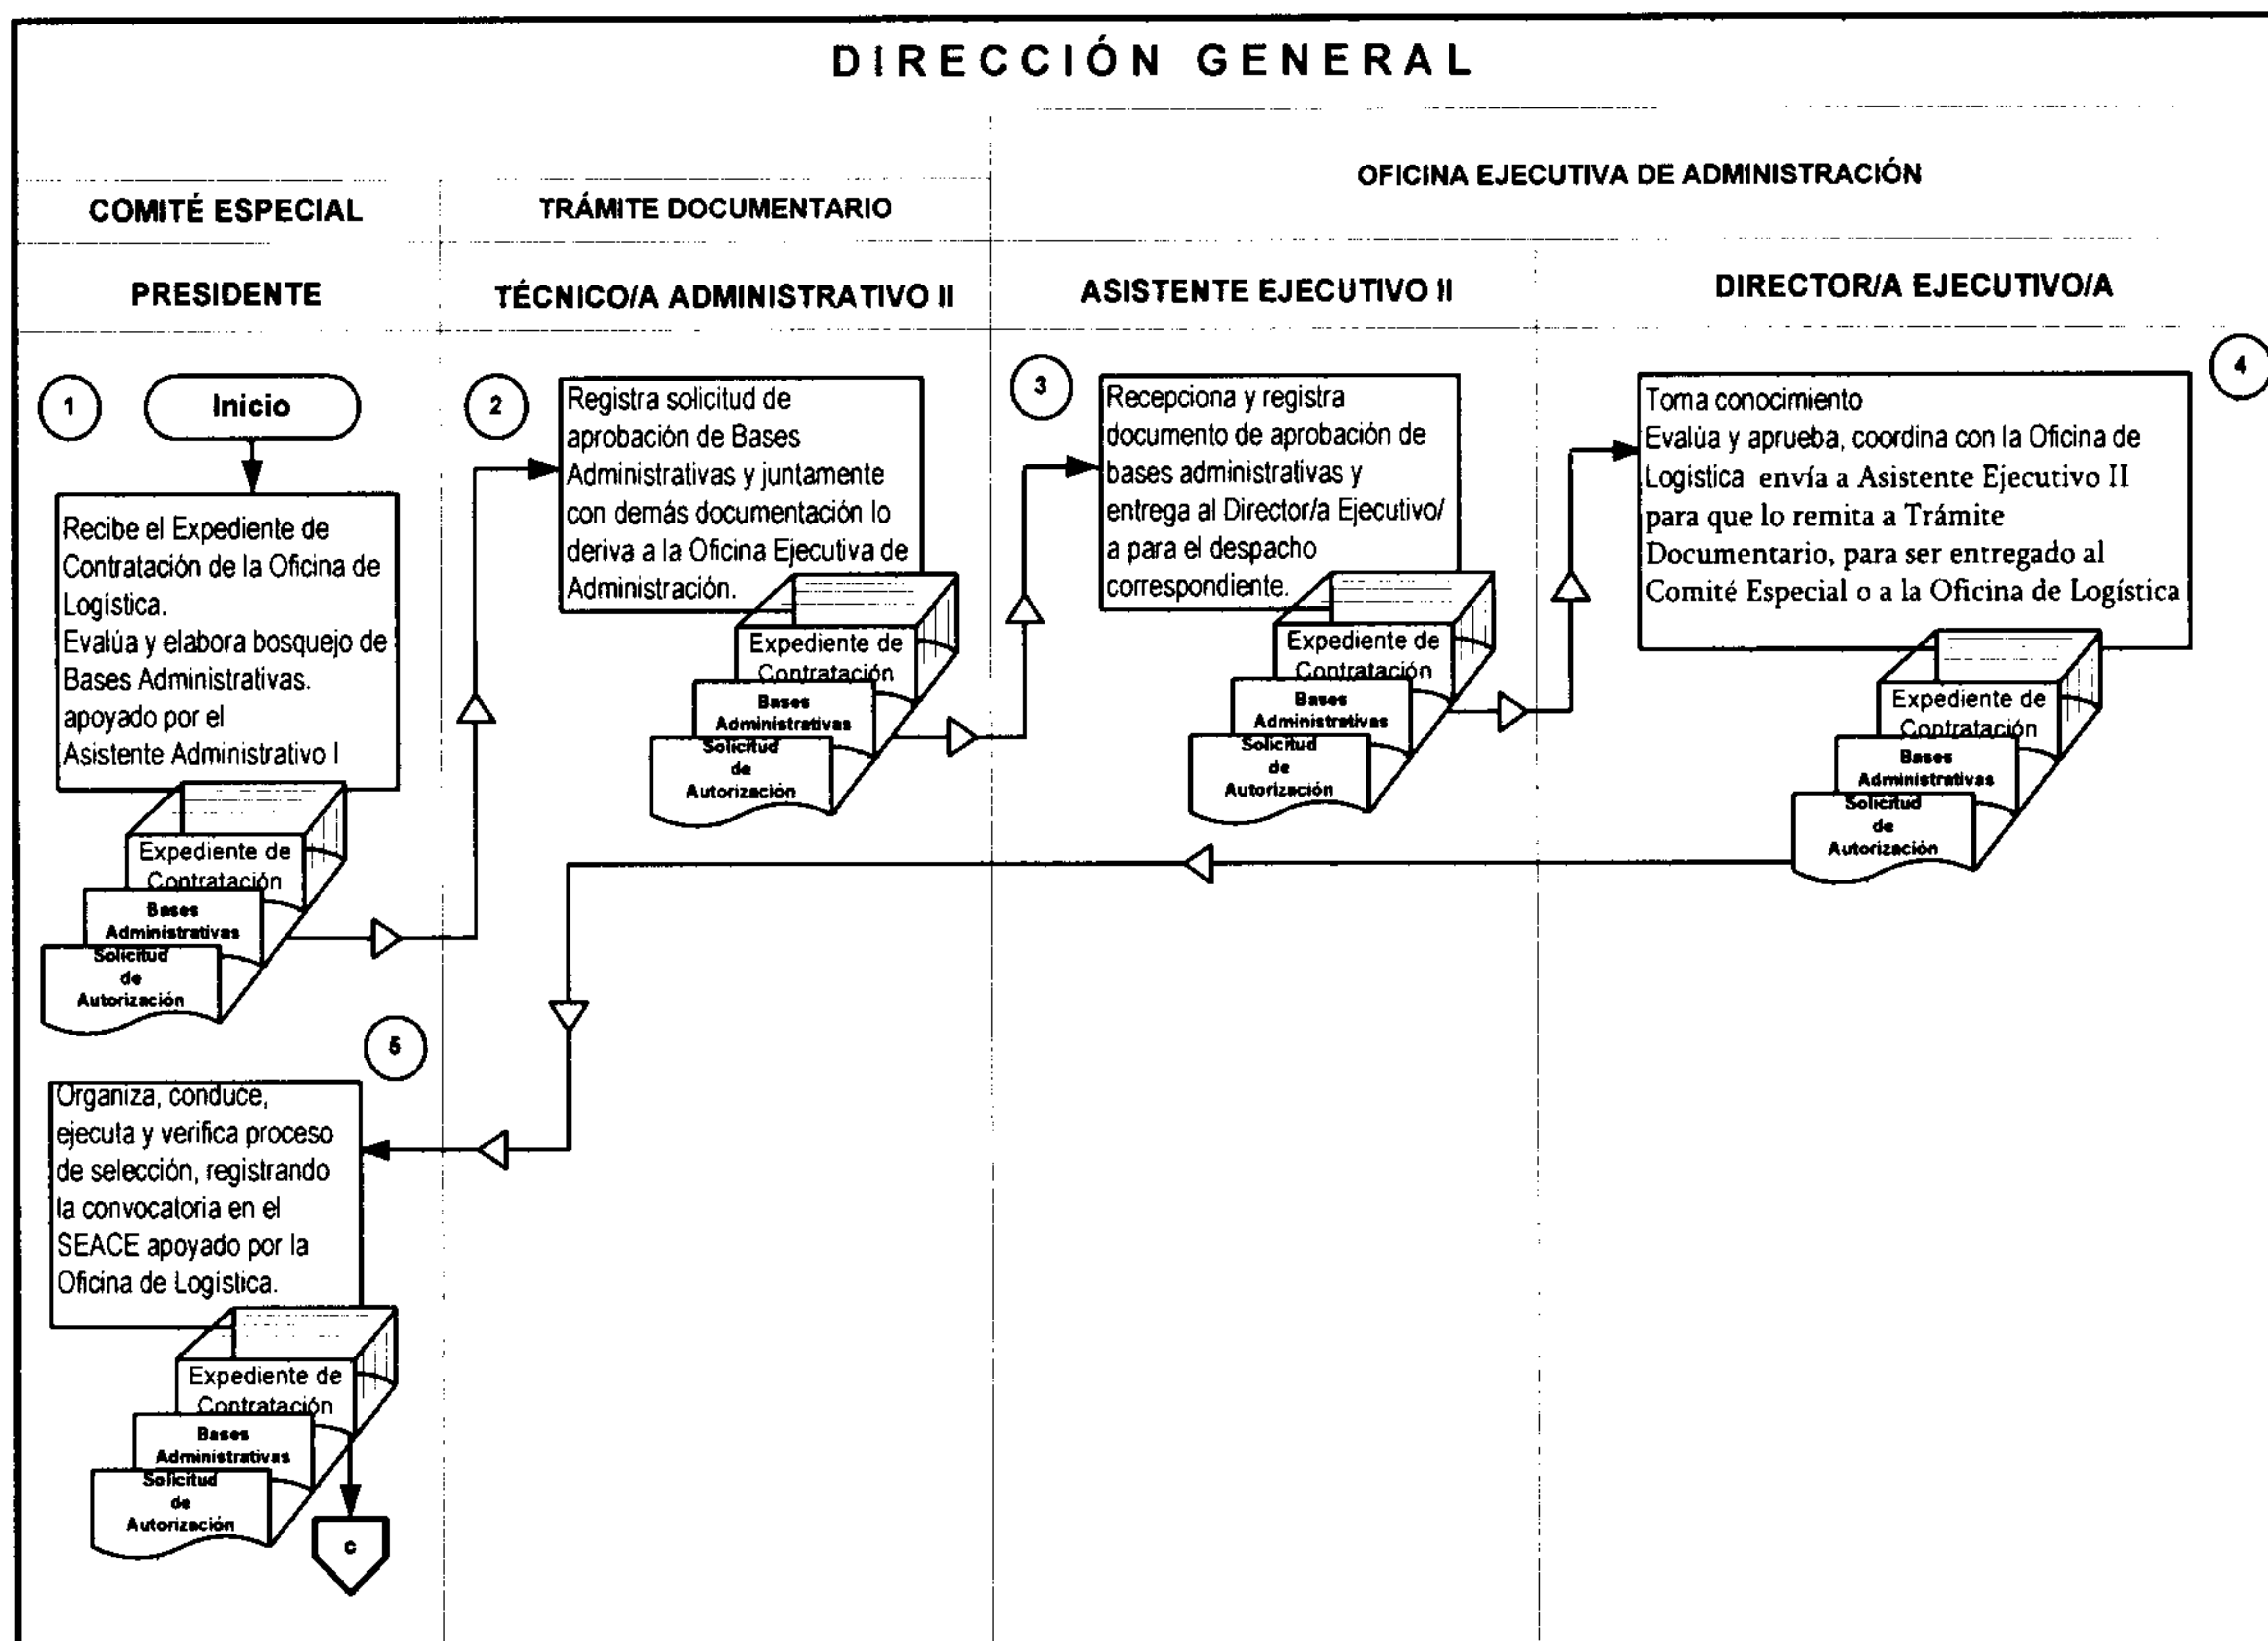 DIRECCIÓN GENERAL
OFICINA EJECUTIVA DE ADMINISTRACIÓN
COMITÉ ESPECIAL
TRÁMITE DOCUMENTARIO
PRESIDENTE
TÉCNICO/A ADMINISTRATIVO II
ASISTENTE EJECUTIVO II
DIRECTOR/A EJECUTIVO/A
1
Inicio
Recibe el Expediente de
Contratación de la Oficina de
Logística.
Evalúa y elabora bosquejo de
Bases Administrativas.
apoyado por el
Asistente Administrativo I
Expediente de
Contratación
Bases
Administrativas
Solicitud
de
Autorización
2
Registra solicitud de
aprobación de Bases
Administrativas y juntamente
con demás documentación lo
deriva a la Oficina Ejecutiva de
Administración.
Expediente de
Contratación
Bases
Administrativas
Solicitud
de
Autorización
3
Recepciona y registra
documento de aprobación de
bases administrativas y
entrega al Director/a Ejecutivo/
a para el despacho
correspondiente.
Expediente de
Contratación
Bases
Administrativas
Solicitud
de
Autorización
4
Toma conocimiento
Evalúa y aprueba, coordina con la Oficina de
Logística envía a Asistente Ejecutivo II
para que lo remita a Trámite
Documentario, para ser entregado al
Comité Especial o a la Oficina de Logística
Expediente de
Contratación
Bases
Administrativas
Solicitud
de
Autorización
5
Organiza, conduce,
ejecuta y verifica proceso
de selección, registrando
la convocatoria en el
SEACE apoyado por la
Oficina de Logística.
Expediente de
Contratación
Bases
Administrativas
Solicitud
de
Autorización
c